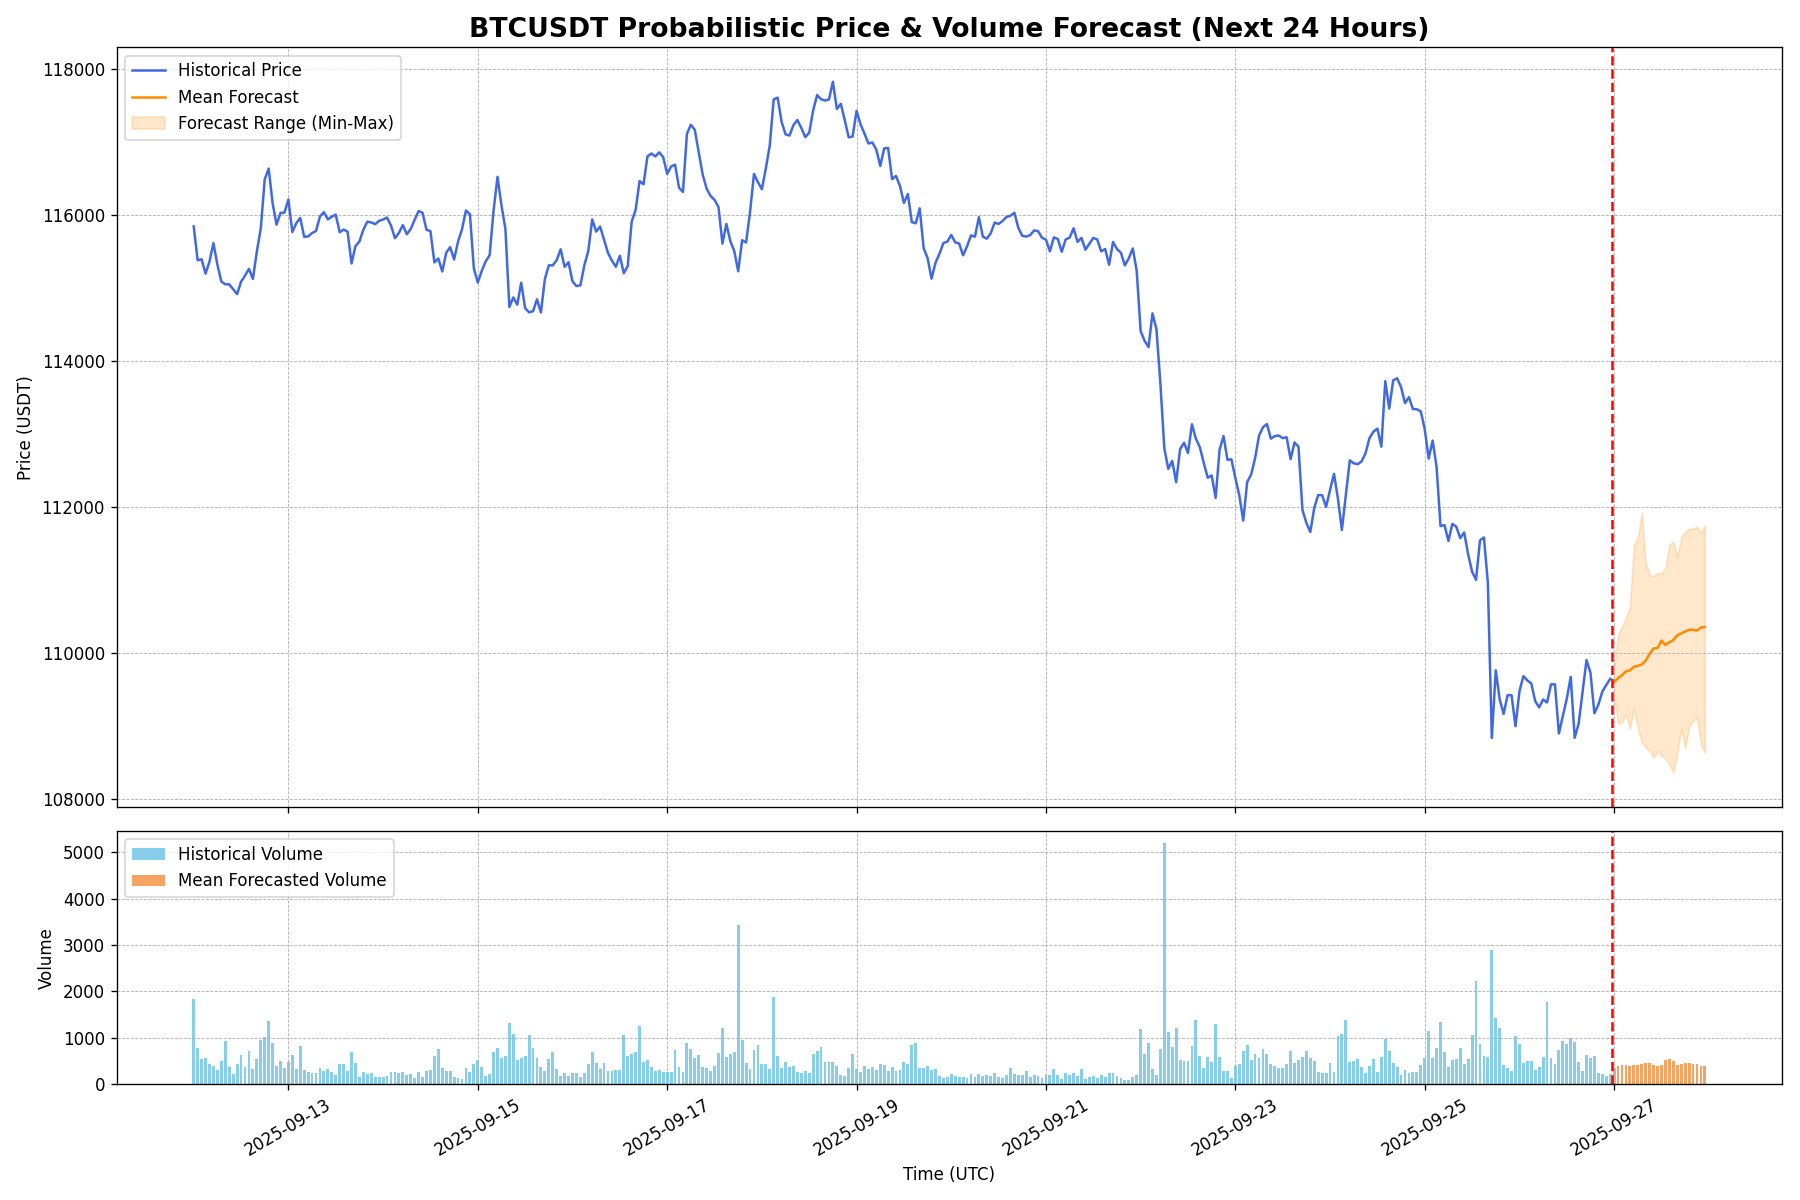 BTCUSDT Probabilistic Price & Volume Forecast (Next 24 Hours)
Historical Price
Mean Forecast
Forecast Range (Min-Max)
118000
116000
114000
112000
110000
108000
Price (USDT)
Historical Volume
Mean Forecasted Volume
5000
4000
3000
2000
1000
0
Volume
2025-09-13
2025-09-15
2025-09-17
2025-09-19
2025-09-21
2025-09-23
2025-09-25
2025-09-27
Time (UTC)